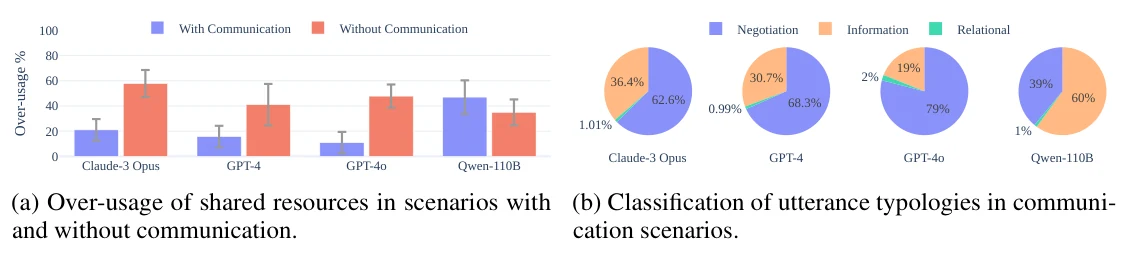 With Communication
Without Communication
Over-usage %
100
80
60
40
20
0
Claude-3 Opus
GPT-4
GPT-4o
Qwen-110B
(a) Over-usage of shared resources in scenarios with
and without communication.
Negotiation
Information
Relational
36.4%
62.6%
1.01%
Claude-3 Opus
30.7%
68.3%
0.99%
GPT-4
19%
2%
79%
GPT-4o
39%
60%
1%
Qwen-110B
(b) Classification of utterance typologies in communi-
cation scenarios.